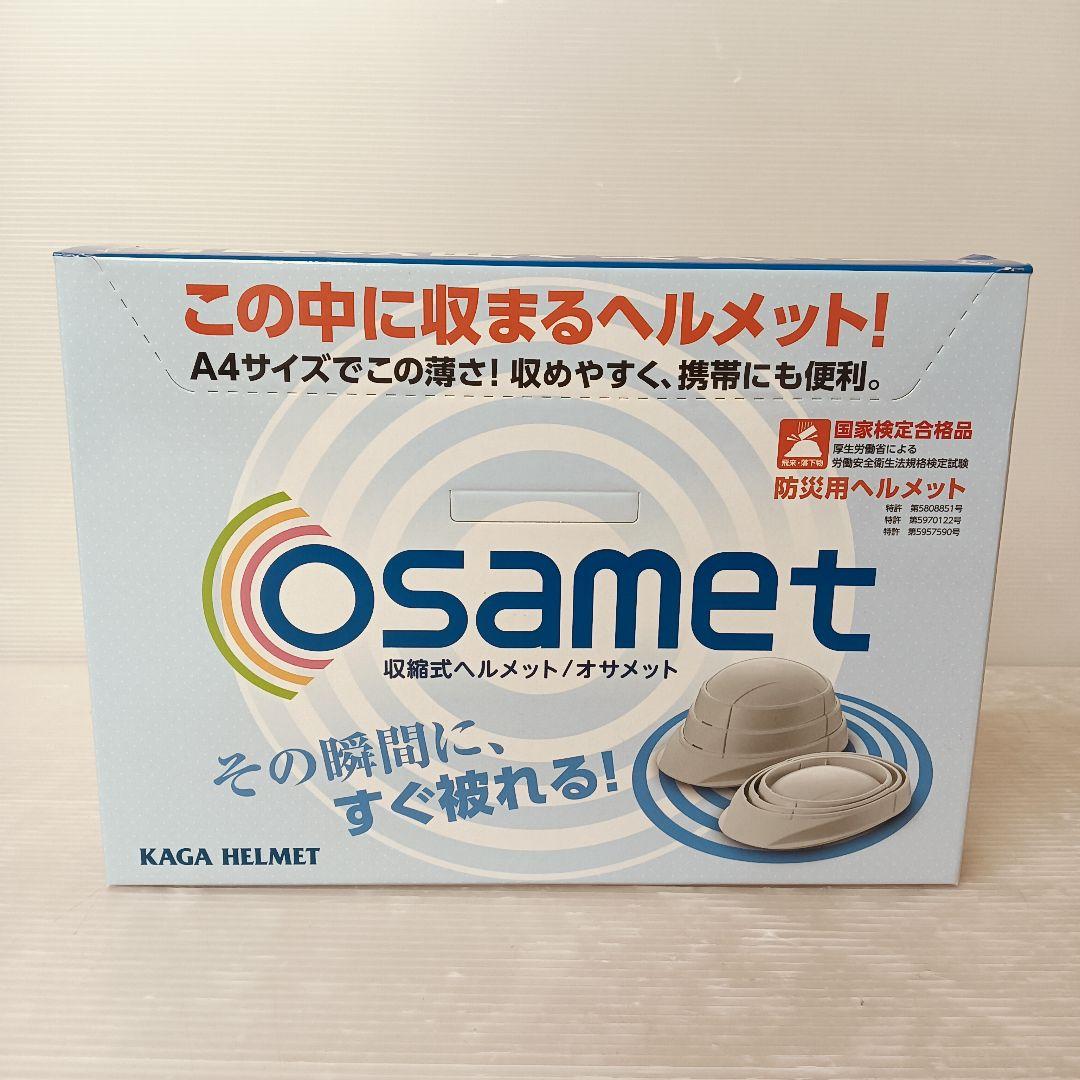 この中に収まるヘルメット!
A4サイズでこの薄さ! 収めやすく、携帯にも便利。
国家検定合格品
厚生労働省による
飛来・落下物
労働安全衛生法規格検定試験
防災用ヘルメット
特許 第5808851号
特許 第5970122号
特許 第5957590号
osamet
収縮式ヘルメット/オサメット
その瞬間に、
すぐ被れる!
KAGA HELMET